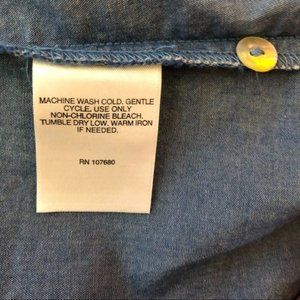 MACHINE WASH COLD. GENTLE
CYCLE. USE ONLY
NON-CHLORINE BLEACH.
TUMBLE DRY LOW. WARM IRON
IF NEEDED.
RN 107680